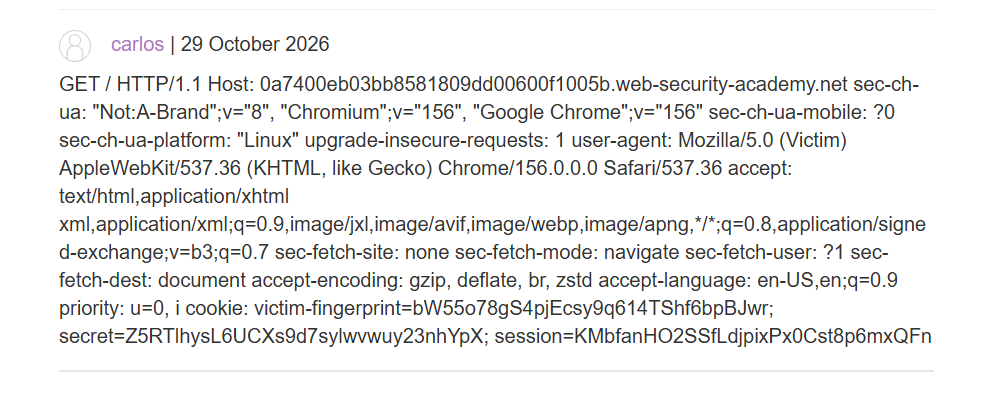 carlos | 29 October 2026
GET / HTTP/1.1 Host: 0a7400eb03bb8581809dd00600f1005b.web-security-academy.net sec-ch-
ua: "Not:A-Brand";v="8", "Chromium";v="156", "Google Chrome";v="156" sec-ch-ua-mobile: ?0
sec-ch-ua-platform: "Linux" upgrade-insecure-requests: 1 user-agent: Mozilla/5.0 (Victim)
AppleWebKit/537.36 (KHTML, like Gecko) Chrome/156.0.0.0 Safari/537.36 accept:
text/html,application/xhtml
xml,application/xml;q=0.9,image/jxl,image/avif,image/webp,image/apng,*/*;q=0.8,application/signe
d-exchange;v=b3;q=0.7 sec-fetch-site: none sec-fetch-mode: navigate sec-fetch-user: ?1 sec-
fetch-dest: document accept-encoding: gzip, deflate, br, zstd accept-language: en-US,en;q=0.9
priority: u=0, i cookie: victim-fingerprint=bW55o78gS4pjEcsy9q614TShf6bpBJwr;
secret=Z5RTlhysL6UCXs9d7sylwvwuy23nhYpX; session=KMbfanHO2SSfLdjpixPx0Cst8p6mxQFn